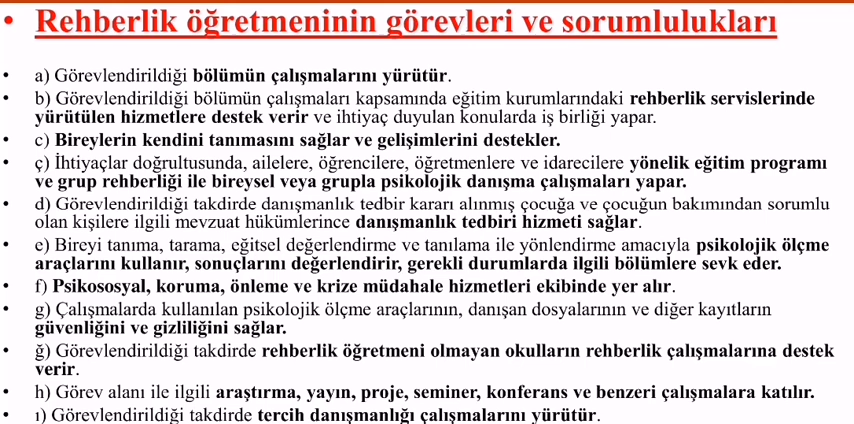 • Rehberlik öğretmeninin görevleri ve sorumlulukları
• a) Görevlendirildiği bölümün çalışmalarını yürütür.
• b) Görevlendirildiği bölümün çalışmaları kapsamında eğitim kurumlarındaki rehberlik servislerinde
yürütülen hizmetlere destek verir ve ihtiyaç duyulan konularda iş birliği yapar.
• c) Bireylerin kendini tanımasını sağlar ve gelişimlerini destekler.
• ç) İhtiyaçlar doğrultusunda, ailelere, öğrencilere, öğretmenlere ve idarecilere yönelik eğitim programı
ve grup rehberliği ile bireysel veya grupla psikolojik danışma çalışmaları yapar.
• d) Görevlendirildiği takdirde danışmanlık tedbir kararı alınmış çocuğa ve çocuğun bakımından sorumlu
olan kişilere ilgili mevzuat hükümlerince danışmanlık tedbiri hizmeti sağlar.
• e) Bireyi tanıma, tarama, eğitsel değerlendirme ve tanılama ile yönlendirme amacıyla psikolojik ölçme
araçlarını kullanır, sonuçlarını değerlendirir, gerekli durumlarda ilgili bölümlere sevk eder.
• f) Psikososyal, koruma, önleme ve krize müdahale hizmetleri ekibinde yer alır.
• g) Çalışmalarda kullanılan psikolojik ölçme araçlarının, danışan dosyalarının ve diğer kayıtların
güvenliğini ve gizliliğini sağlar.
• ğ) Görevlendirildiği takdirde rehberlik öğretmeni olmayan okulların rehberlik çalışmalarına destek
verir.
• h) Görev alanı ile ilgili araştırma, yayın, proje, seminer, konferans ve benzeri çalışmalara katılır.
• ı) Görevlendirildiği takdirde tercih danışmanlığı çalışmalarını yürütür.